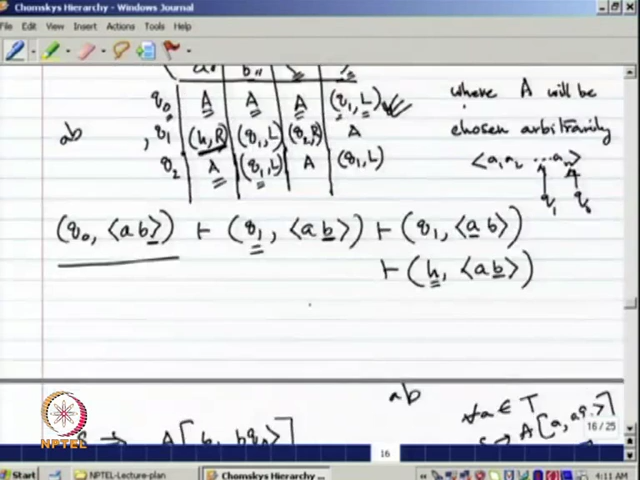 Chomskys Hierarchy - Windows Journal
File Edit View Insert Actions Tools Help
q₀ | A | A | A | (q₁, L)
where A will be
ab , q₁ | (h, R) | (q₁, L) | (q₂, R) | A
chosen arbitrarily
q₂ | A | (q₁, L) | A | (q₁, L)
<a₁ a₂ ... aₙ>
q₁ q₀
(q₀, <ab>) ⊢ (q₁, <ab>) ⊢ (q₁, <ab>)
⊢ (h, <ab>)
ab
∀a ∈ T
→ A[a, aq₂>]
→ A[b, bq₀>]
NPTEL
16
16 / 25
Start NPTEL-Lecture-plan Chomskys Hierarchy - ... 4:11 AM